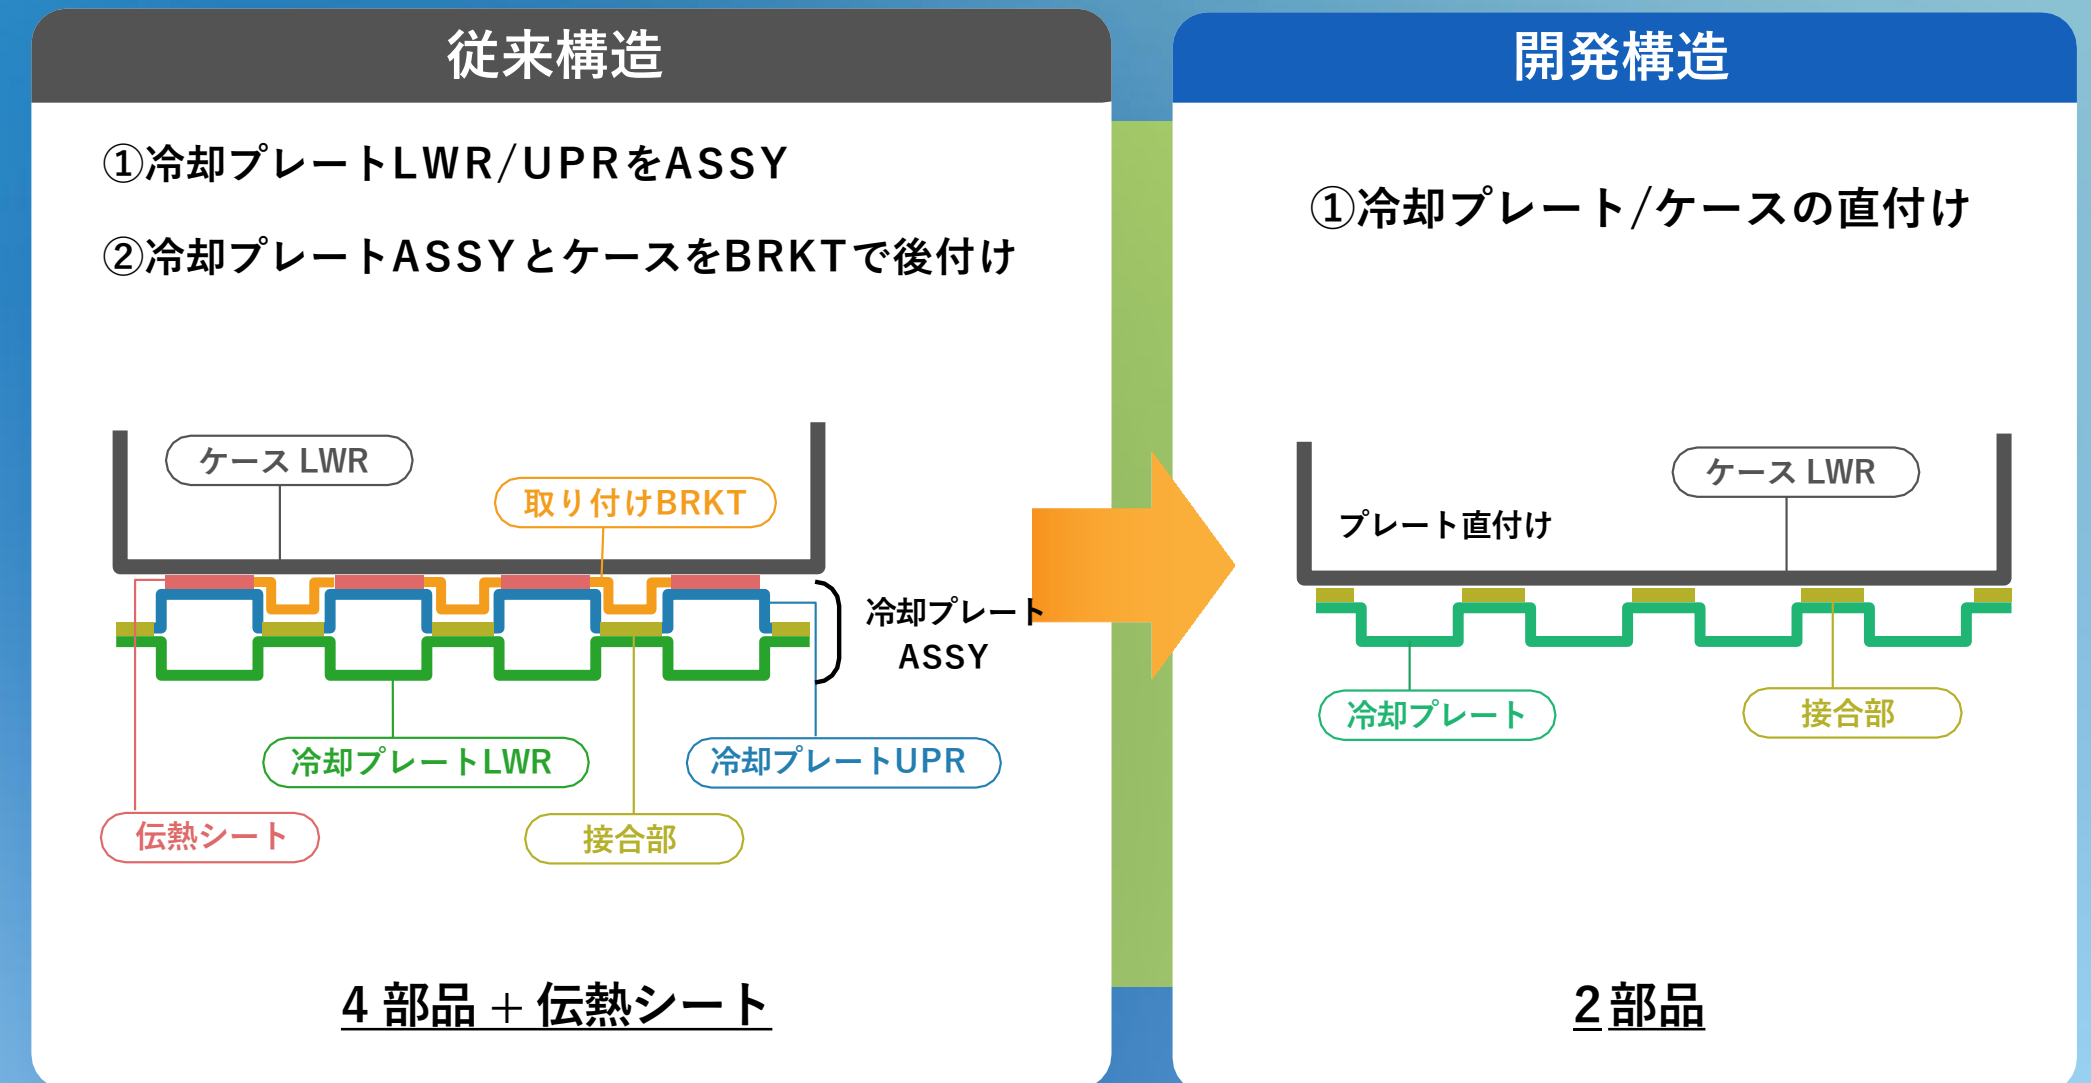 従来構造
①冷却プレートLWR/UPRをASSY
②冷却プレートASSYとケースをBRKTで後付け
ケース LWR
取り付けBRKT
冷却プレート
ASSY
冷却プレートLWR
冷却プレートUPR
伝熱シート
接合部
4 部品 + 伝熱シート
開発構造
①冷却プレート/ケースの直付け
ケース LWR
プレート直付け
冷却プレート
接合部
2 部品